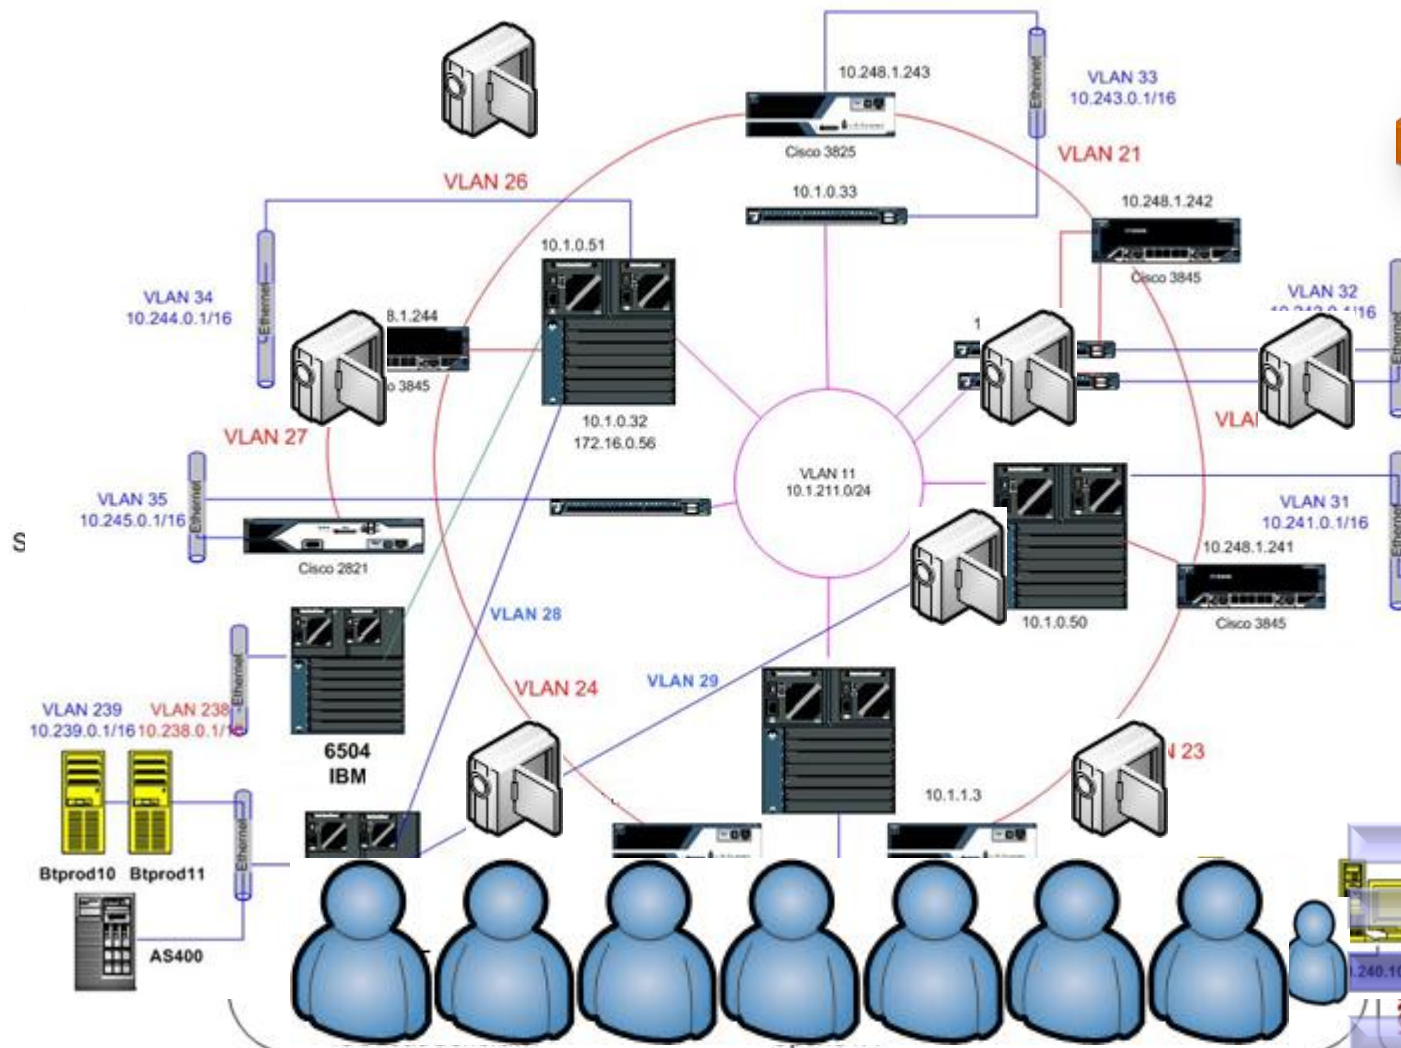 10.248.1.243
VLAN 33
10.243.0.1/16
Ethernet
Cisco 3825
VLAN 21
VLAN 26
10.1.0.33
10.248.1.242
Cisco 3845
10.1.0.51
VLAN 34
10.244.0.1/16
Ethernet
8.1.244
3845
10.1.0.32
172.16.0.56
VLAN 32
Ethernet
VLAN 27
VLAN 11
10.1.211.0/24
VLAN 35
10.245.0.1/16
Ethernet
Cisco 2821
VLAN 31
10.241.0.1/16
Ethernet
10.248.1.241
Cisco 3845
10.1.0.50
VLAN 28
VLAN 29
VLAN 24
Ethernet
VLAN 239
10.239.0.1/16
VLAN 238
10.238.0.1/
6504
IBM
23
10.1.1.3
Ethernet
Btprod10
Btprod11
AS400